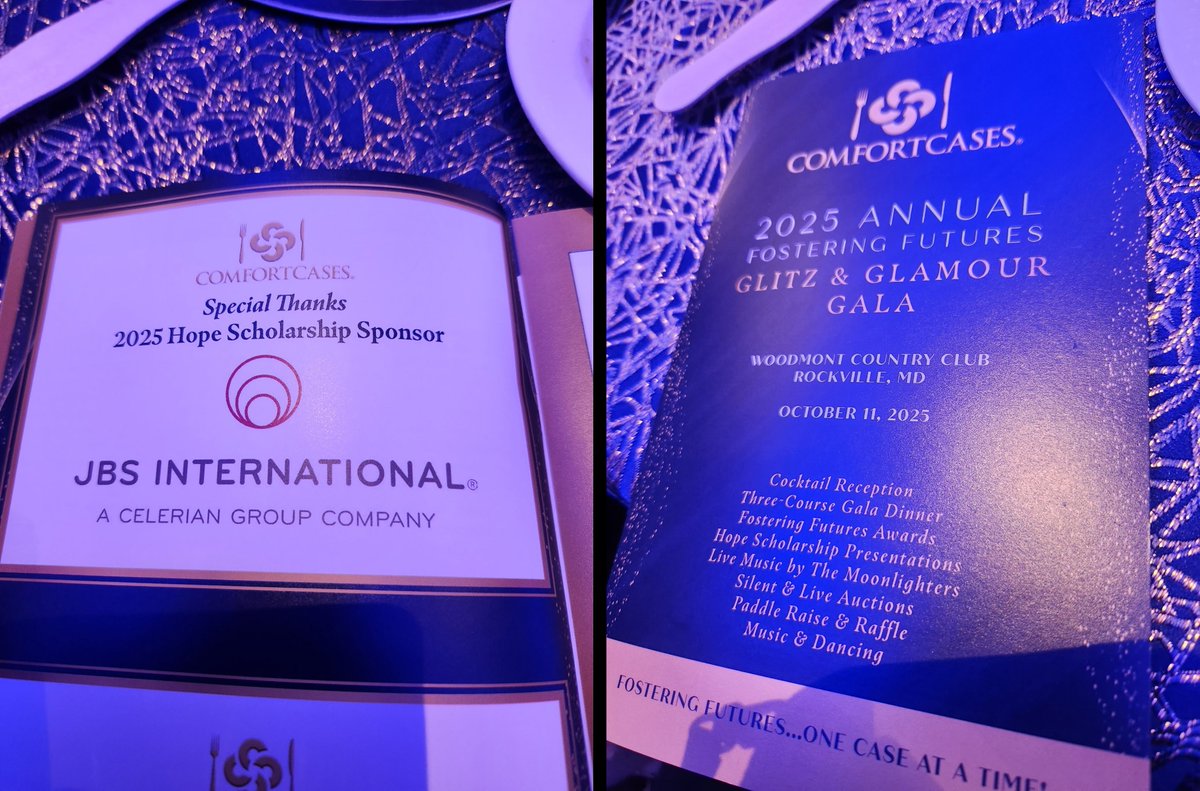 COMFORTCASES®
Special Thanks
2025 Hope Scholarship Sponsor
JBS INTERNATIONAL®
A CELERIAN GROUP COMPANY
COMFORTCASES®
2025 ANNUAL
FOSTERING FUTURES
GLITZ & GLAMOUR
GALA
WOODMONT COUNTRY CLUB
ROCKVILLE, MD
OCTOBER 11, 2025
Cocktail Reception
Three-Course Gala Dinner
Fostering Futures Awards
Hope Scholarship Presentations
Live Music by The Moonlighters
Silent & Live Auctions
Paddle Raise & Raffle
Music & Dancing
FOSTERING FUTURES...ONE CASE AT A TIME!